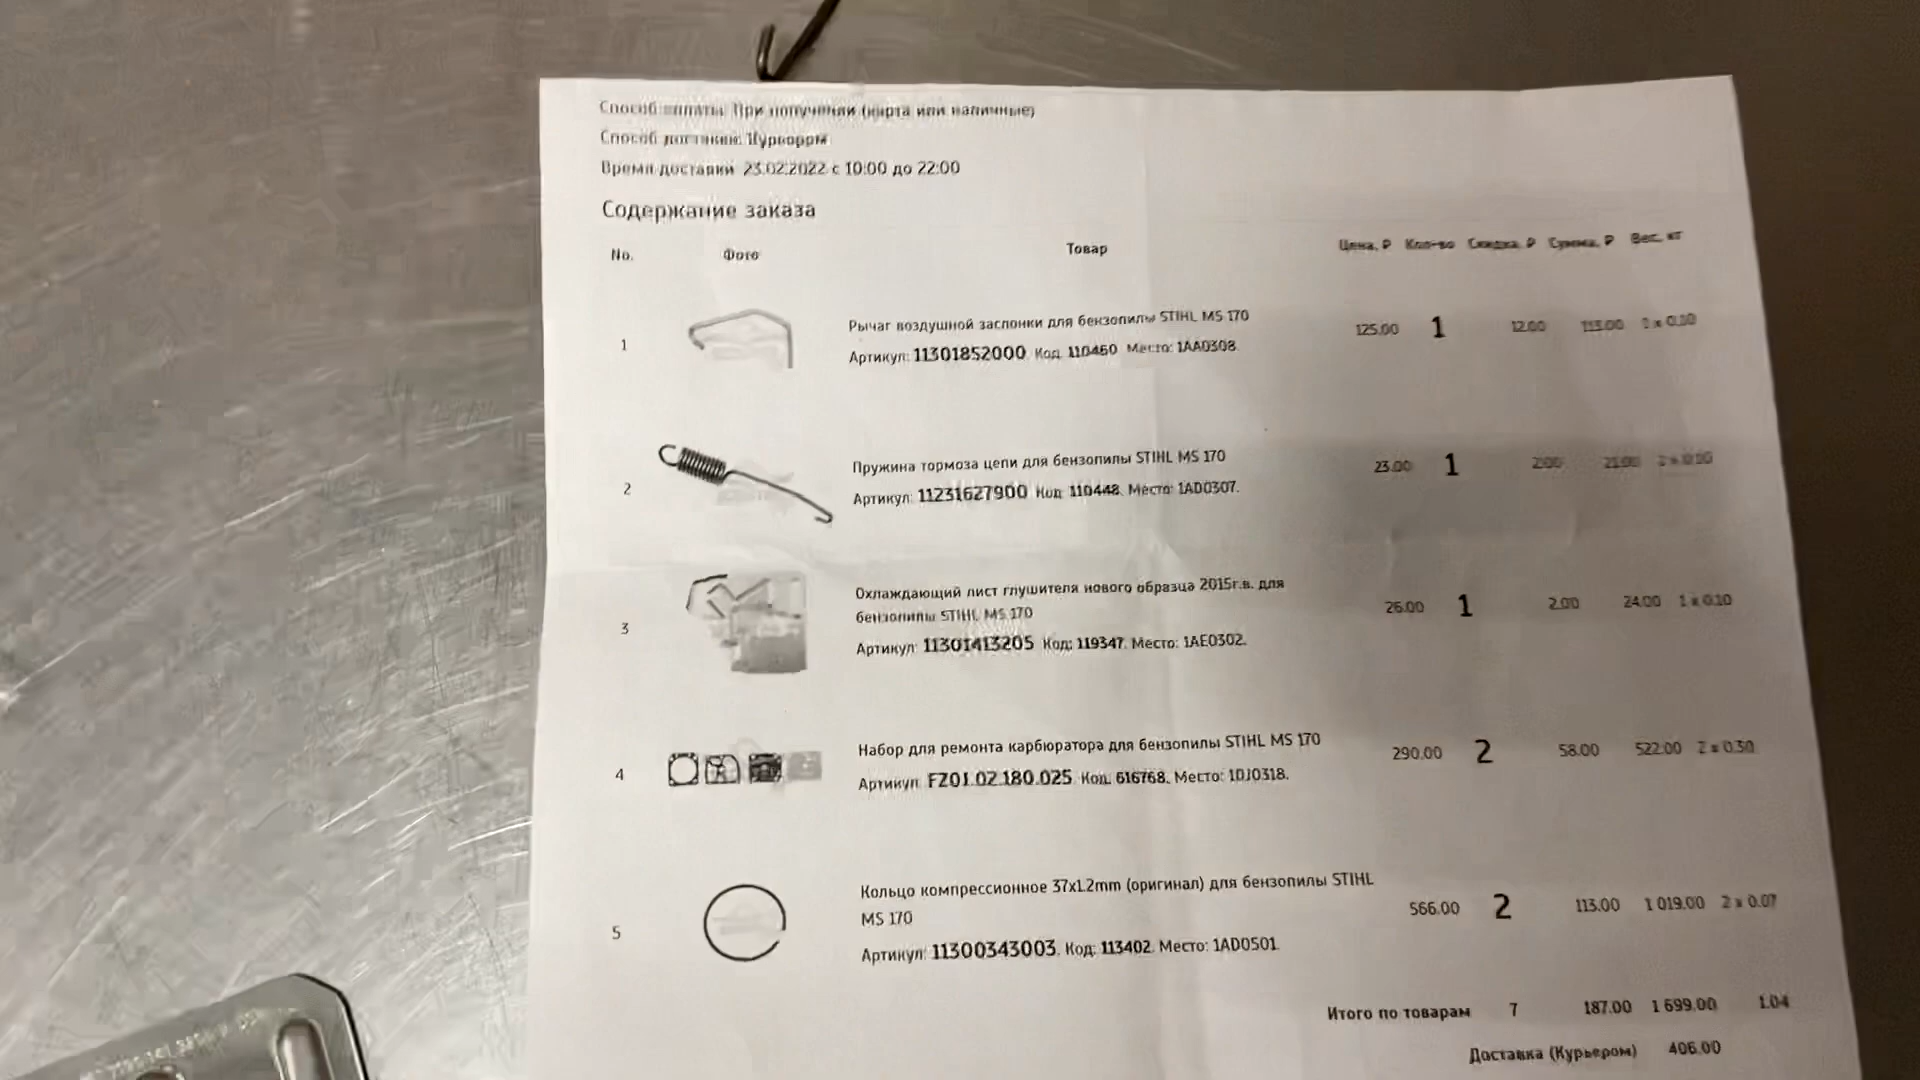 Способ оплаты: При получении (карта или наличные)
Способ доставки: Курьером
Время доставки 23.02.2022 с 10:00 до 22:00
Содержание заказа
No. Фото Товар Цена, ₽ Кол-во Скидка, ₽ Сумма, ₽ Вес, кг
1 Рычаг воздушной заслонки для бензопилы STIHL MS 170 125.00 1 12.00 113.00 1 x 0.10
Артикул: 11301852000. Код: 110460 Место: 1AA0308.
2 Пружина тормоза цепи для бензопилы STIHL MS 170 23.00 1 2.00 21.00 1 x 0.10
Артикул: 11231627900 Код: 110448. Место: 1AD0307.
3 Охлаждающий лист глушителя нового образца 2015г.в. для
бензопилы STIHL MS 170 26.00 1 2.00 24.00 1 x 0.10
Артикул: 11301413205 Код: 119347. Место: 1AE0302.
4 Набор для ремонта карбюратора для бензопилы STIHL MS 170 290.00 2 58.00 522.00 2 x 0.30
Артикул: FZ01.02.180.025 Код: 616768. Место: 1DJ0318.
5 Кольцо компрессионное 37x1.2mm (оригинал) для бензопилы STIHL
MS 170 566.00 2 113.00 1 019.00 2 x 0.07
Артикул: 11300343003. Код: 113402. Место: 1AD0501.
Итого по товарам 7 187.00 1 699.00 1.04
Доставка (Курьером) 406.00